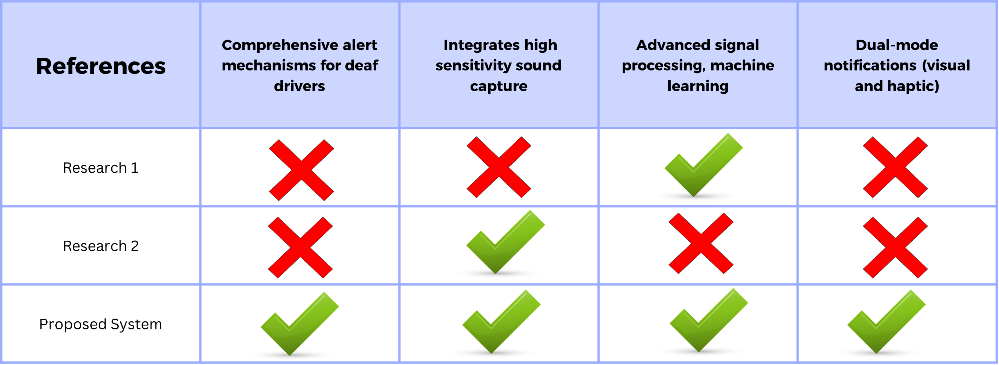 References
Comprehensive alert
mechanisms for deaf
drivers
Integrates high
sensitivity sound
capture
Advanced signal
processing, machine
learning
Dual-mode
notifications (visual
and haptic)
Research 1
Research 2
Proposed System